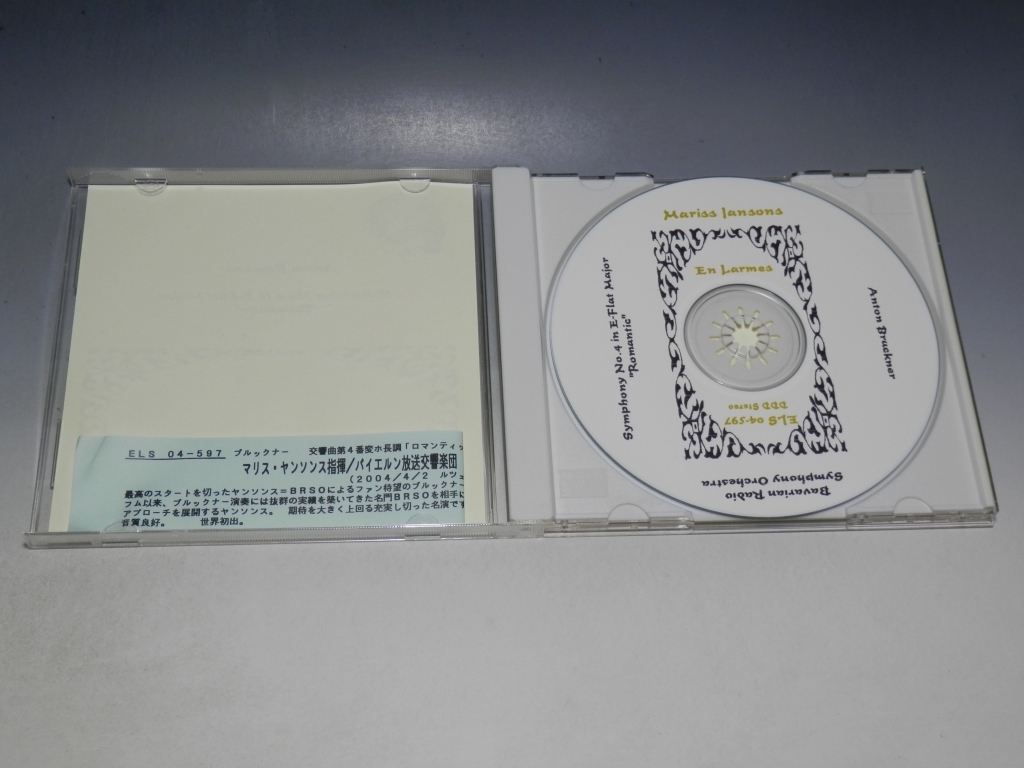 ELS 04-597 ブルックナー 交響曲第4番変ホ長調「ロマンティッ
マリス・ヤンソンス指揮/バイエルン放送交響楽団
(2004/4/2 ルツェ
最高のスタートを切ったヤンソンス=BRSOによるファン待望のブルックナー
フム以来、ブルックナー演奏には抜群の実績を築いてきた名門BRSOを相手に
アプローチを展開するヤンソンス。 期待を大きく上回る充実し切った名演です
音質良好。 世界初出。
Mariss Jansons
En Larmes
Symphony No.4 in E-Flat Major
"Romantic"
Anton Bruckner
ELS 04-597
DDD Stereo
Bavarian Radio
Symphony Orchestra